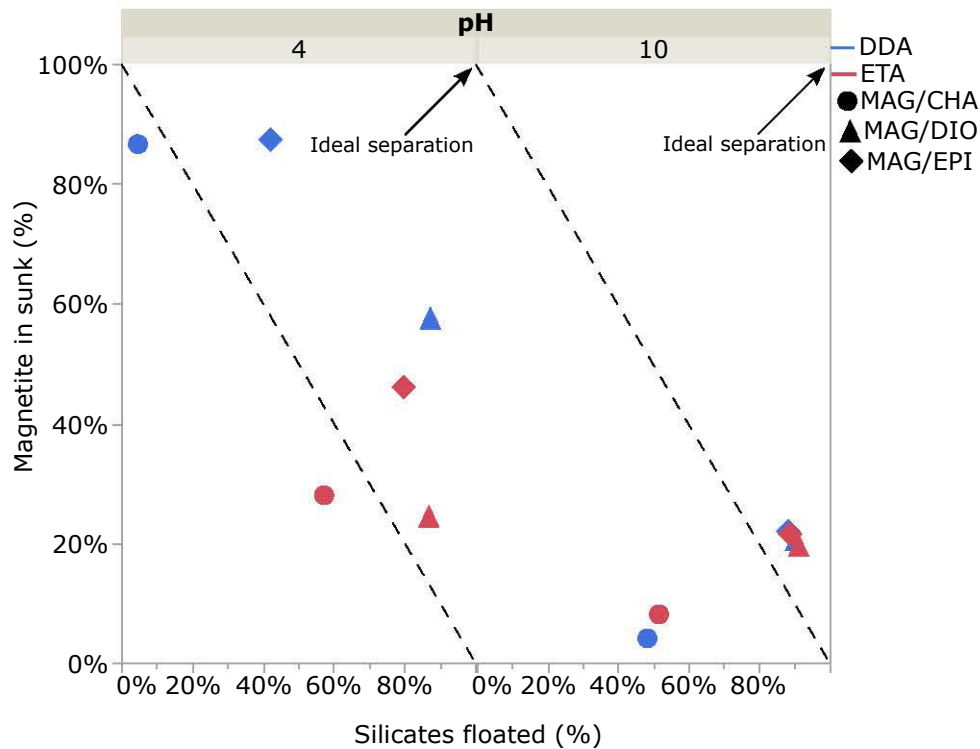 pH
4 10
DDA
ETA
MAG/CHA
MAG/DIO
MAG/EPI
Ideal separation Ideal separation
Magnetite in sunk (%)
100%
80%
60%
40%
20%
0%
0% 20% 40% 60% 80% 0% 20% 40% 60% 80%
Silicates floated (%)